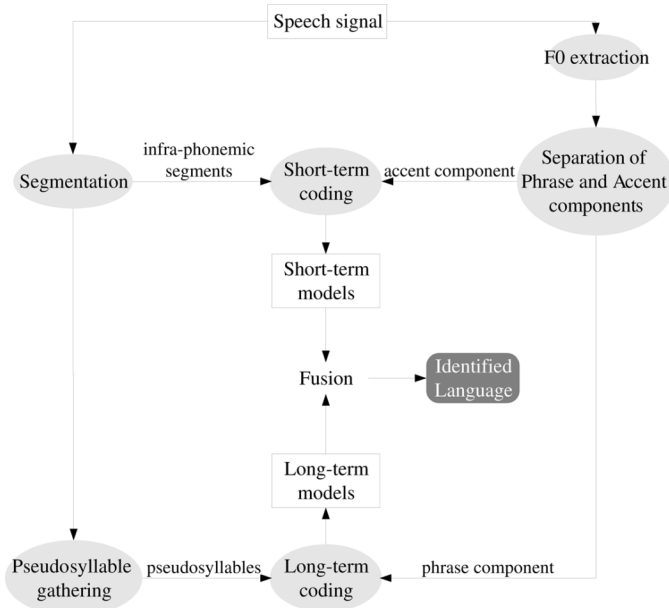 Speech signal
F0 extraction
infra-phonemic
segments
Segmentation
Short-term
coding
accent component
Separation of
Phrase and Accent
components
Short-term
models
Fusion
Identified
Language
Long-term
models
Pseudosyllable
gathering
pseudosyllables
Long-term
coding
phrase component